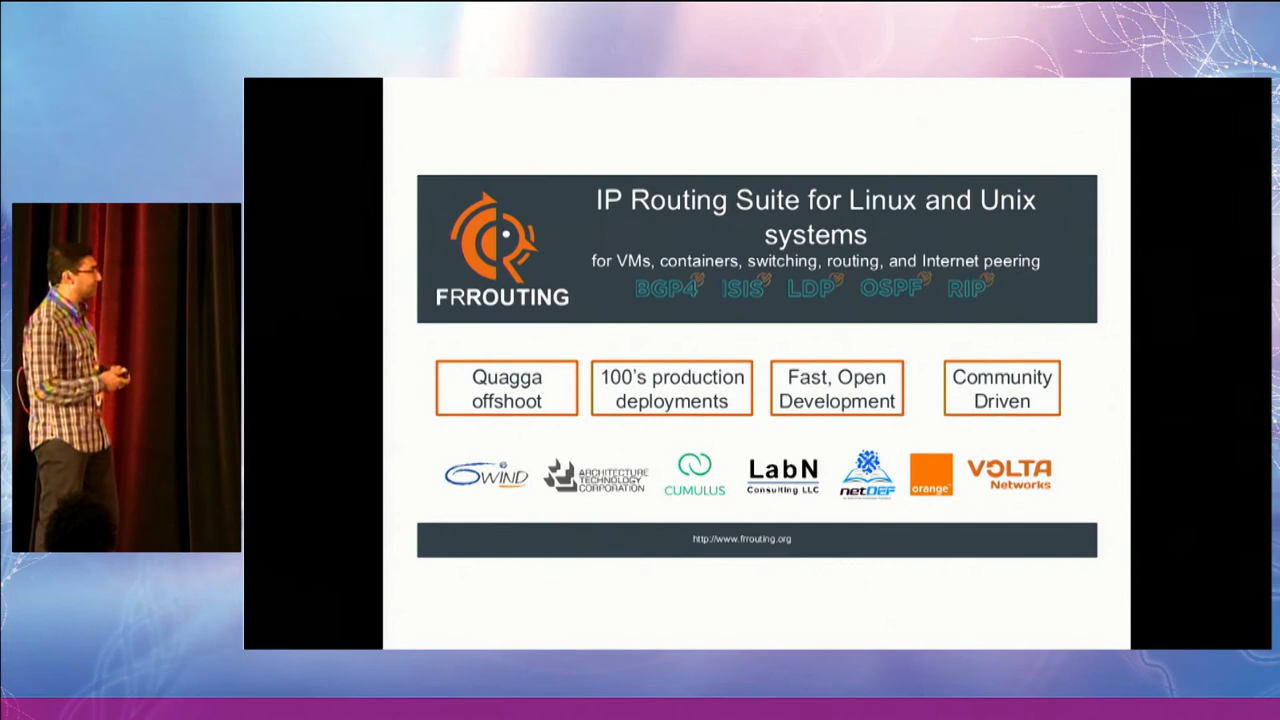 IP Routing Suite for Linux and Unix
systems
for VMs, containers, switching, routing, and Internet peering
BGP4 ISIS LDP OSPF RIP
FRROUTING
Quagga
offshoot
100's production
deployments
Fast, Open
Development
Community
Driven
6WIND
ARCHITECTURE
TECHNOLOGY
CORPORATION
CUMULUS
LabN
Consulting LLC
netDEF
orange
VOLTA
Networks
http://www.frrouting.org